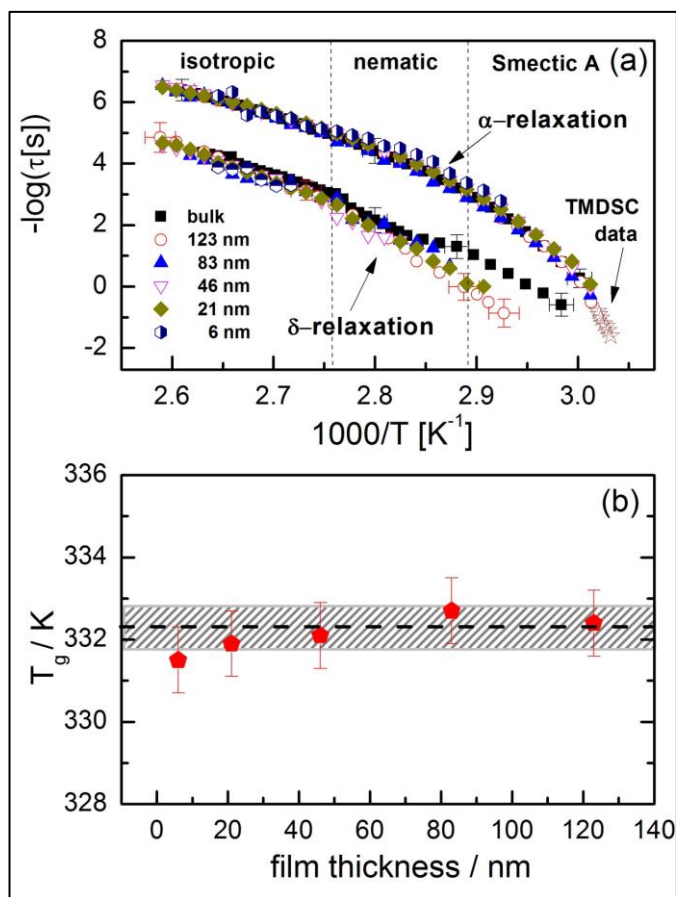 isotropic nematic Smectic A (a)
8
6
4
2
0
-2
-log(τ[s])
α–relaxation
TMDSC
data
δ–relaxation
bulk
123 nm
83 nm
46 nm
21 nm
6 nm
2.6 2.7 2.8 2.9 3.0
1000/T [K⁻¹]
(b)
336
334
332
330
328
T_g / K
0 20 40 60 80 100 120 140
film thickness / nm